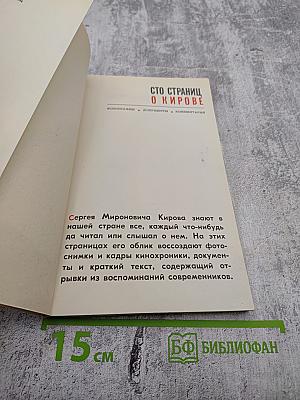 СТО СТРАНИЦ
О КИРОВЕ
Сергея Мироновича Кирова знают в
нашей стране все, каждый что-нибудь
да читал или слышал о нем. На этих
страницах его облик воссоздают фото-
снимки и кадры кинохроники, докумен-
ты и краткий текст, содержащий от-
рывки из воспоминаний современников.
15 см
БФ БИБЛИОФАН